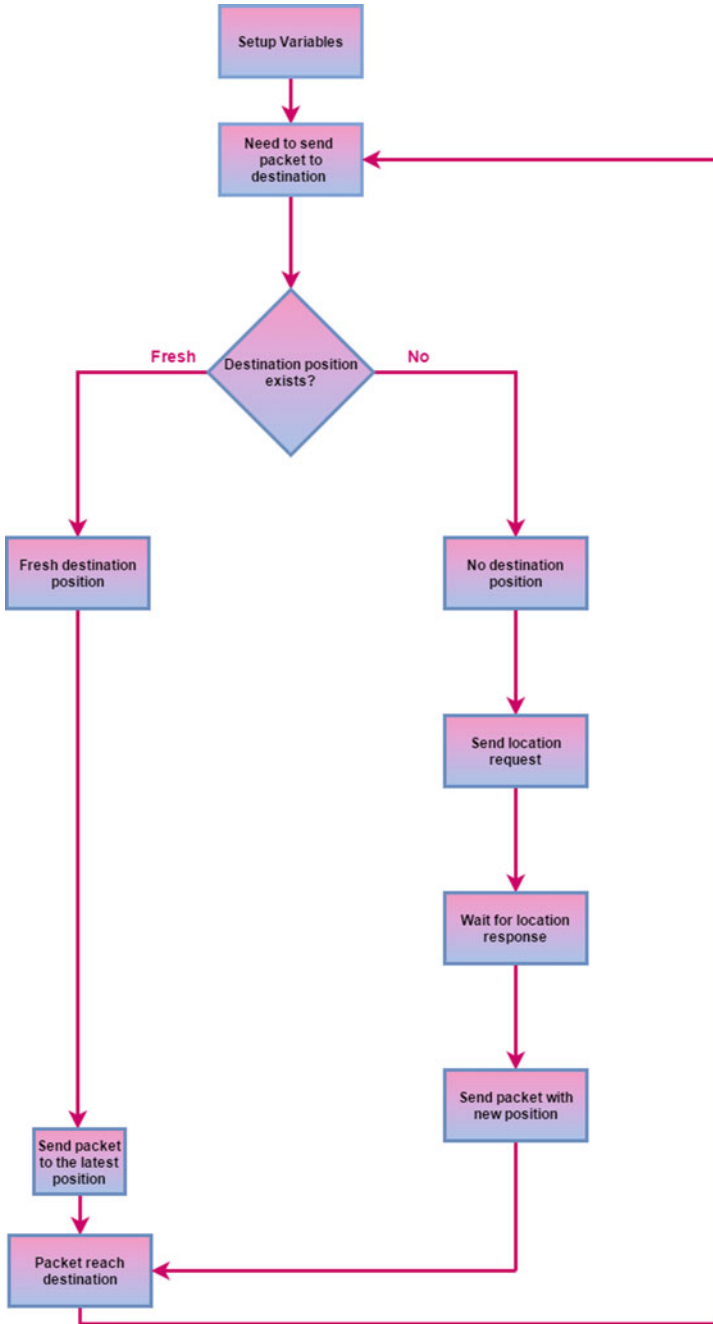 Setup Variables
Need to send
packet to
destination
Fresh
No
Destination position
exists?
Fresh destination
position
No destination
position
Send location
request
Wait for location
response
Send packet with
new position
Send packet
to the latest
position
Packet reach
destination